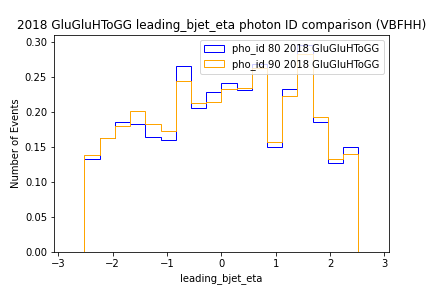 2018 GluGluHToGG leading_bjet_eta photon ID comparison (VBFHH)
pho_id 80 2018 GluGluHToGG
pho_id 90 2018 GluGluHToGG
Number of Events
0.30
0.25
0.20
0.15
0.10
0.05
0.00
−3
−2
−1
0
1
2
3
leading_bjet_eta